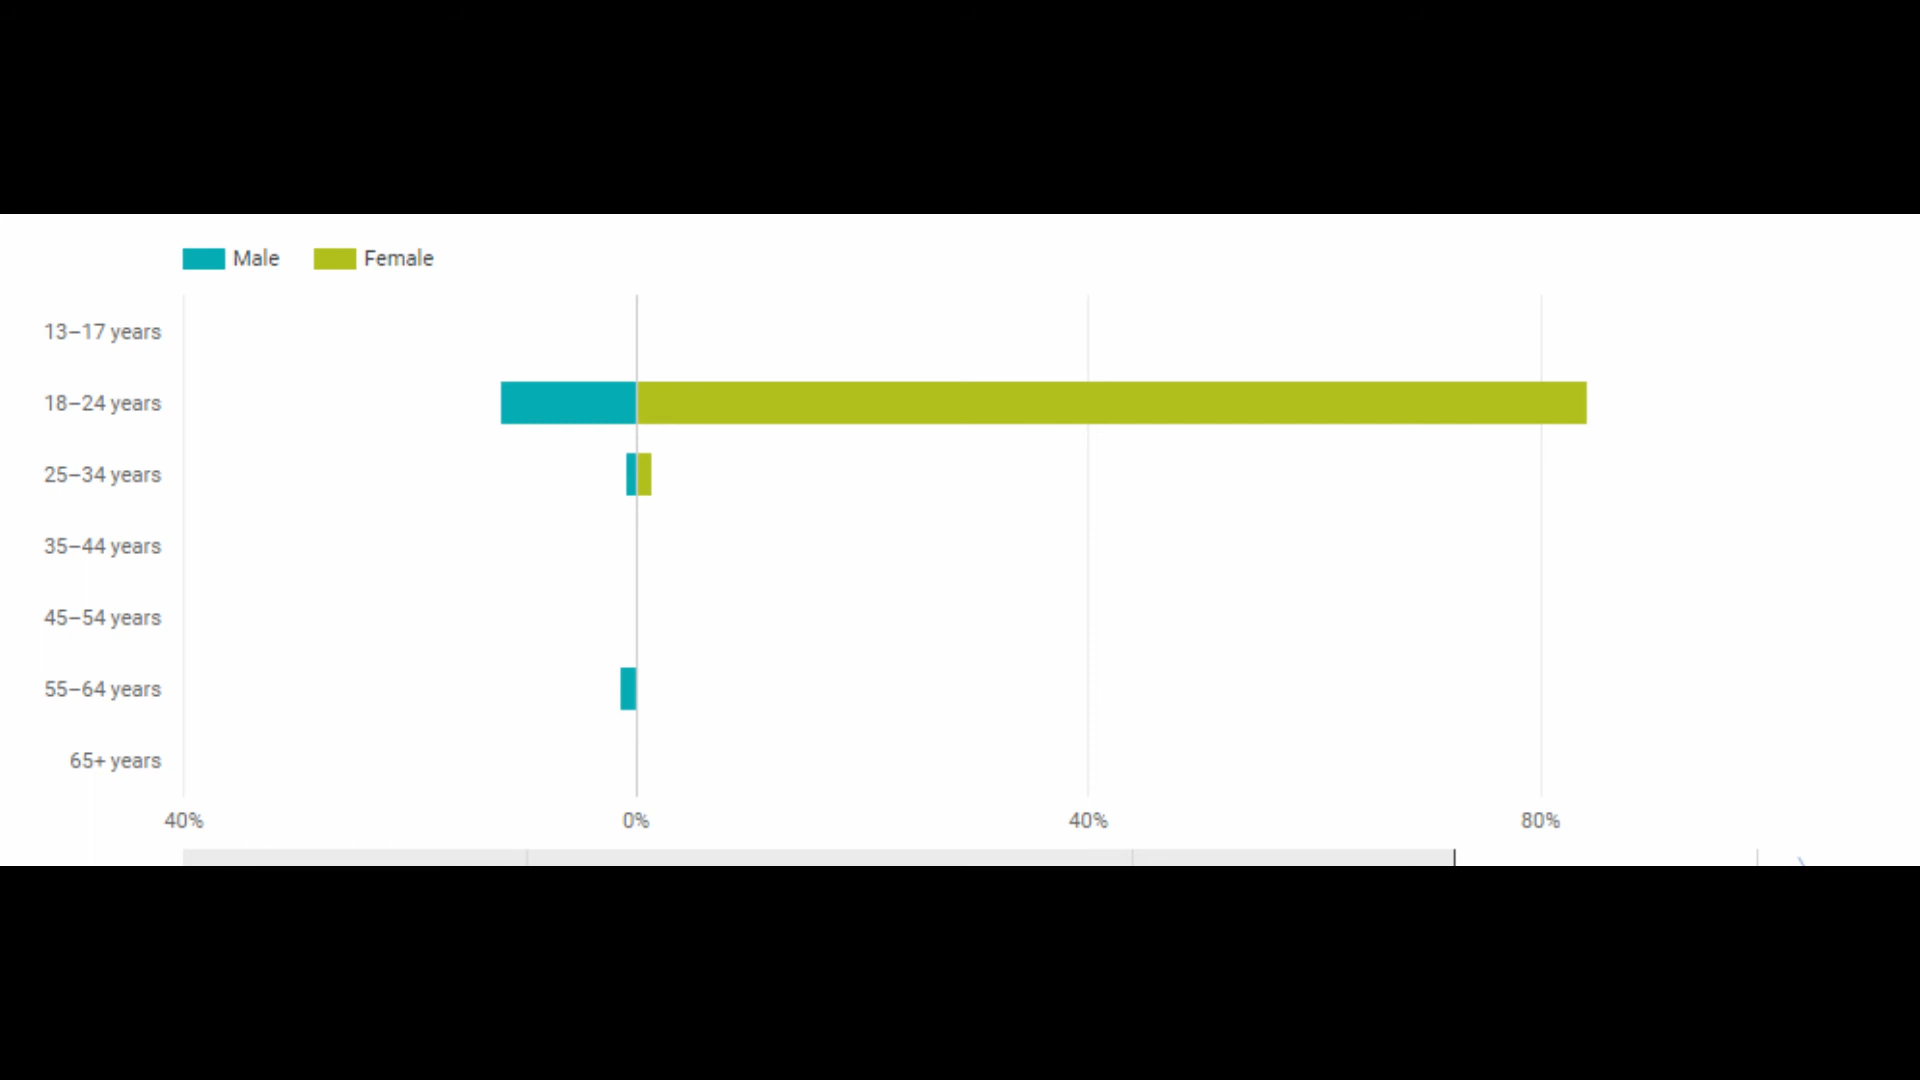 Male Female
13–17 years
18–24 years
25–34 years
35–44 years
45–54 years
55–64 years
65+ years
40% 0% 40% 80%